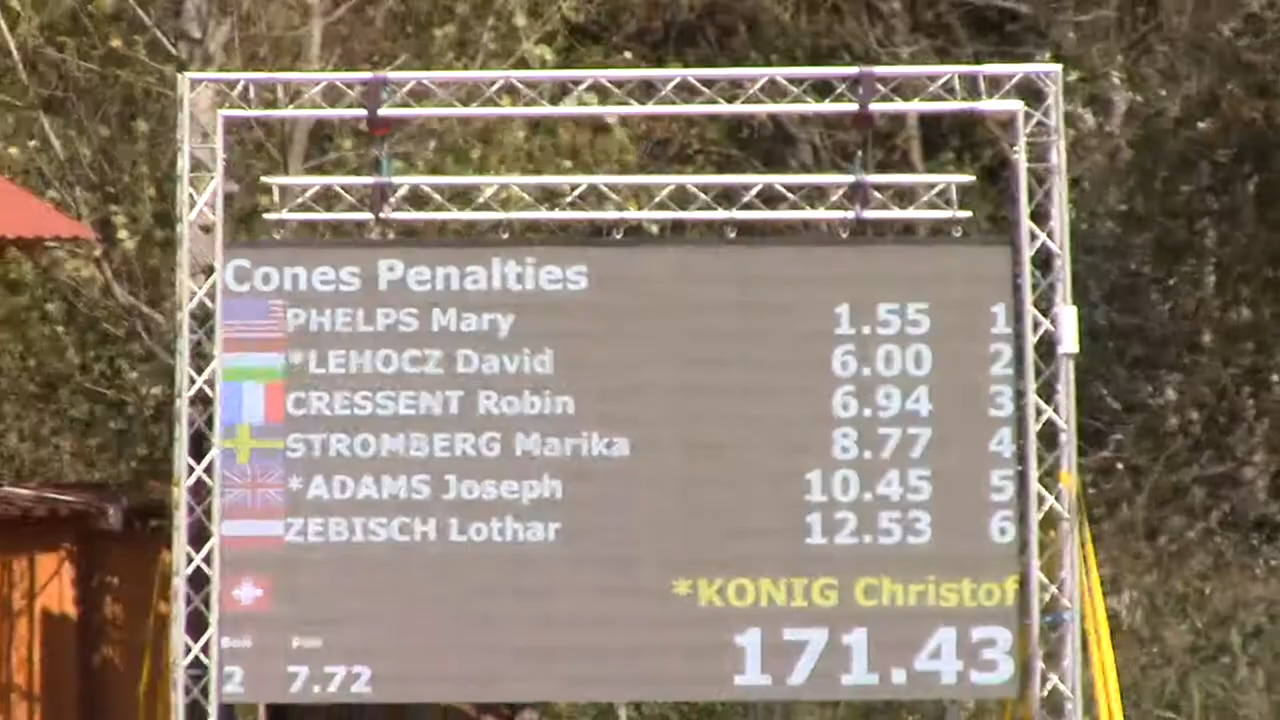 Cones Penalties
PHELPS Mary 1.55 1
*LEHOCZ David 6.00 2
CRESSENT Robin 6.94 3
STROMBERG Marika 8.77 4
*ADAMS Joseph 10.45 5
ZEBISCH Lothar 12.53 6
*KONIG Christof
171.43
2 7.72